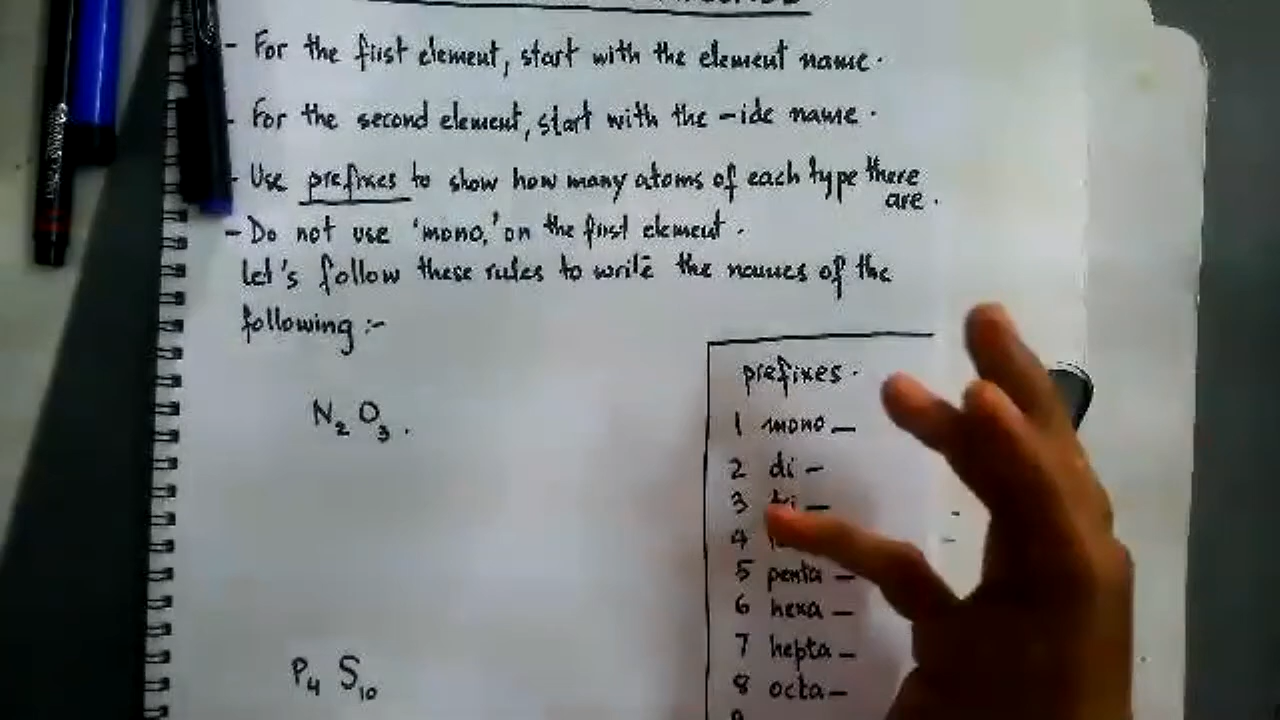 - For the first element, start with the element name.
- For the second element, start with the -ide name.
- Use prefixes to show how many atoms of each type there
are.
- Do not use 'mono,' on the first element.
Let's follow these rules to write the names of the
following :-
N2O3.
prefixes.
1 mono -
2 di -
3 tri -
4
5 penta -
6 hexa -
7 hepta -
8 octa -
P4 S10